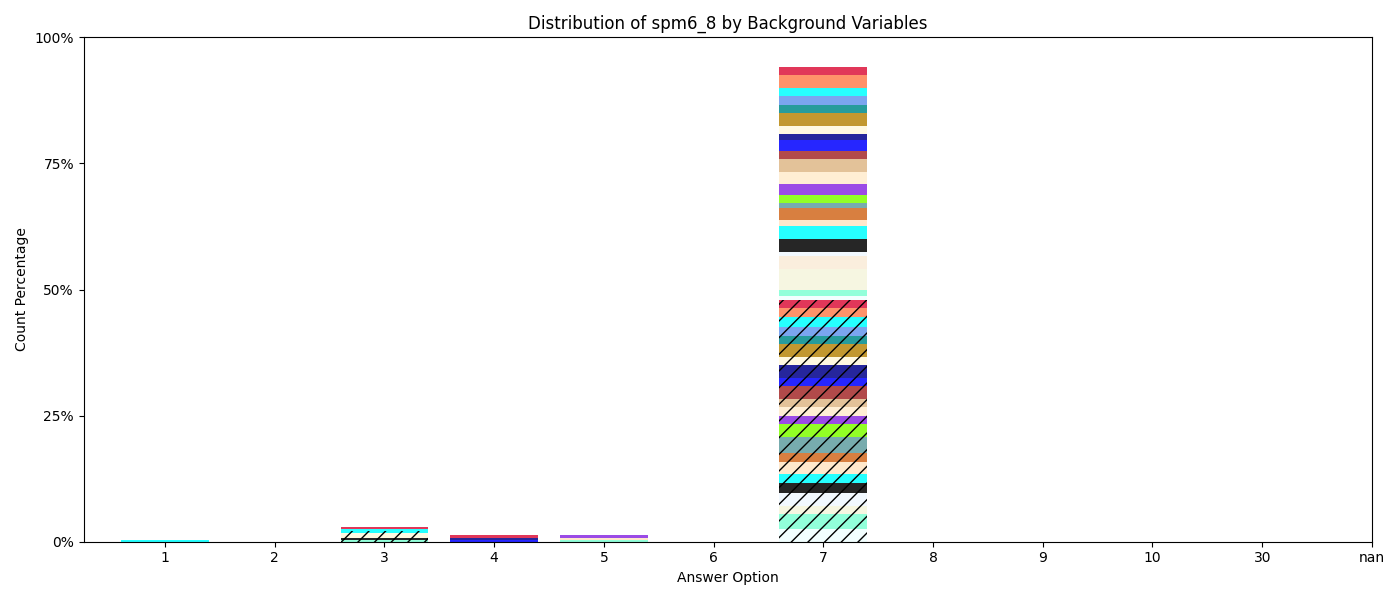 Distribution of spm6_8 by Background Variables
100%
75%
50%
25%
0%
Count Percentage
1 2 3 4 5 6 7 8 9 10 30 nan
Answer Option